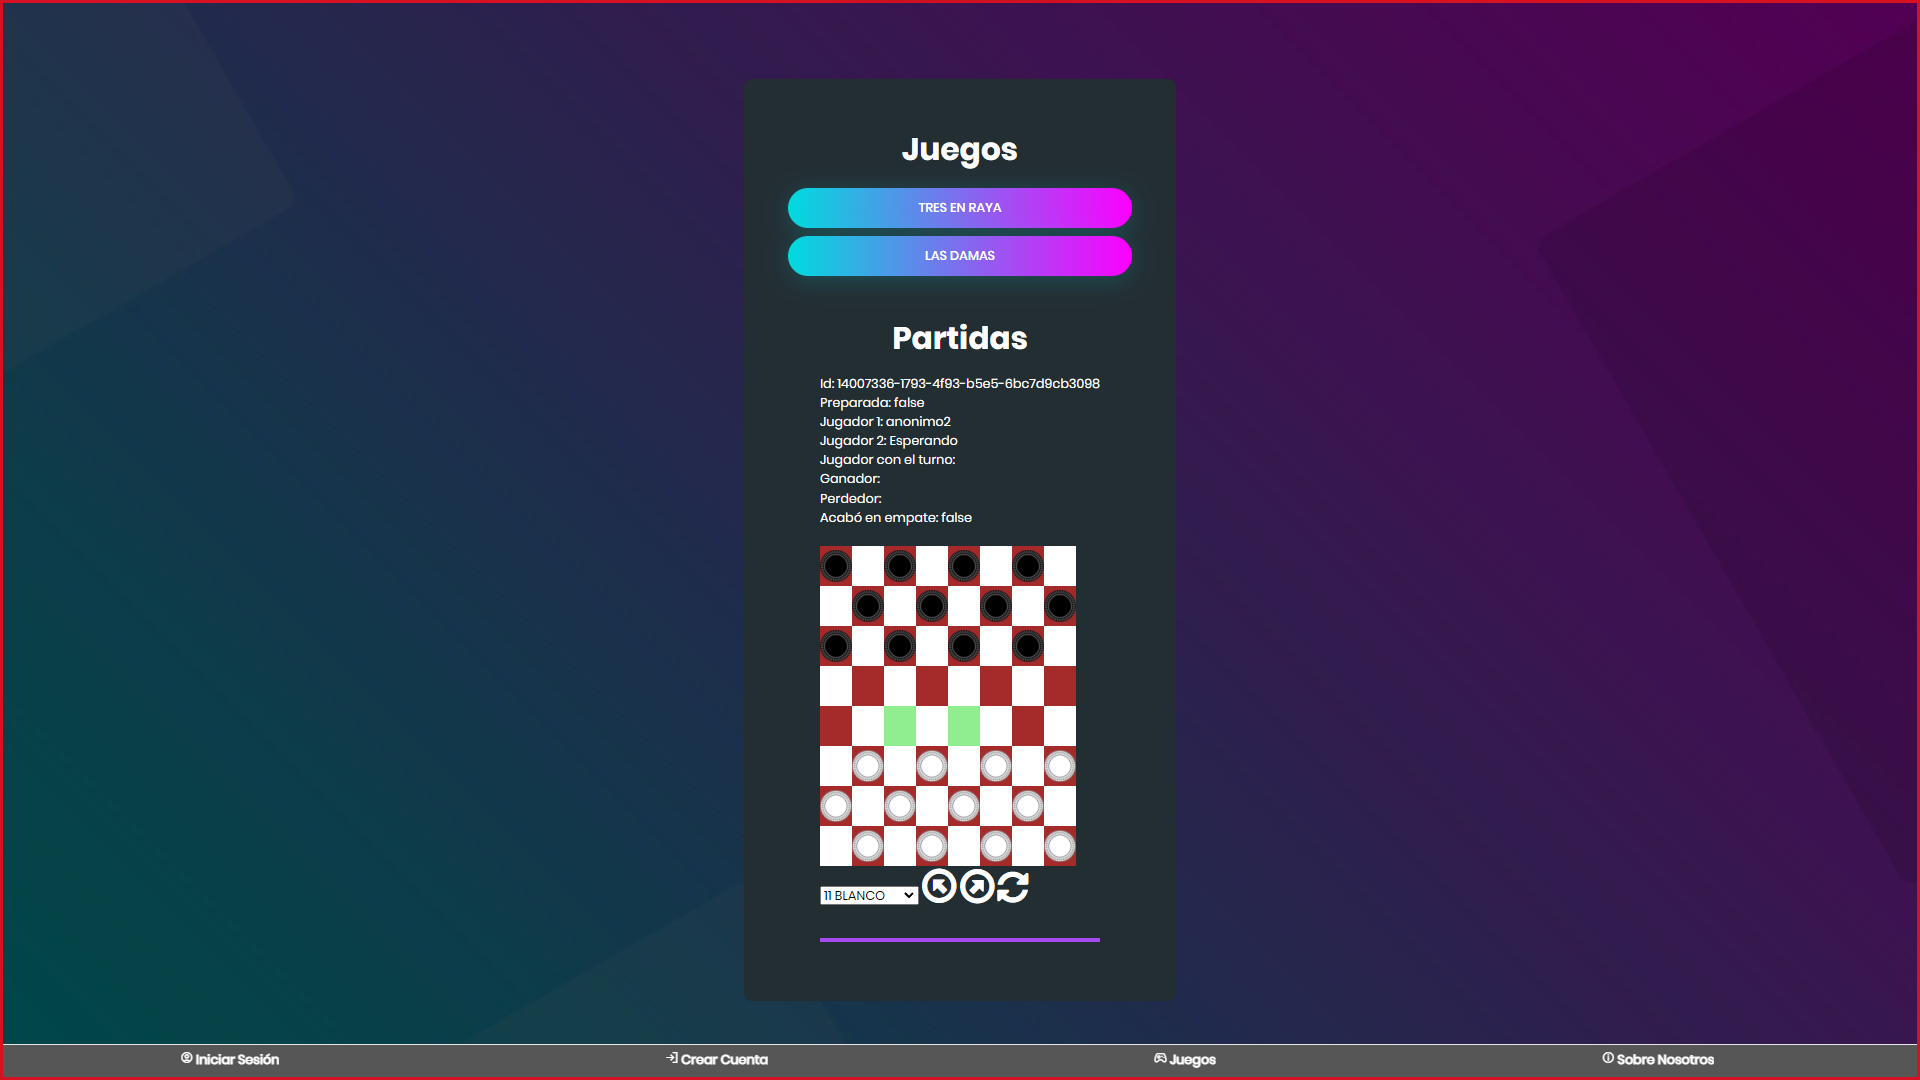 Juegos
TRES EN RAYA
LAS DAMAS
Partidas
Id: 14007336-1793-4f93-b5e5-6bc7d9cb3098
Preparada: false
Jugador 1: anonimo2
Jugador 2: Esperando
Jugador con el turno:
Ganador:
Perdedor:
Acabó en empate: false
11 BLANCO
Iniciar Sesión
Crear Cuenta
Juegos
Sobre Nosotros